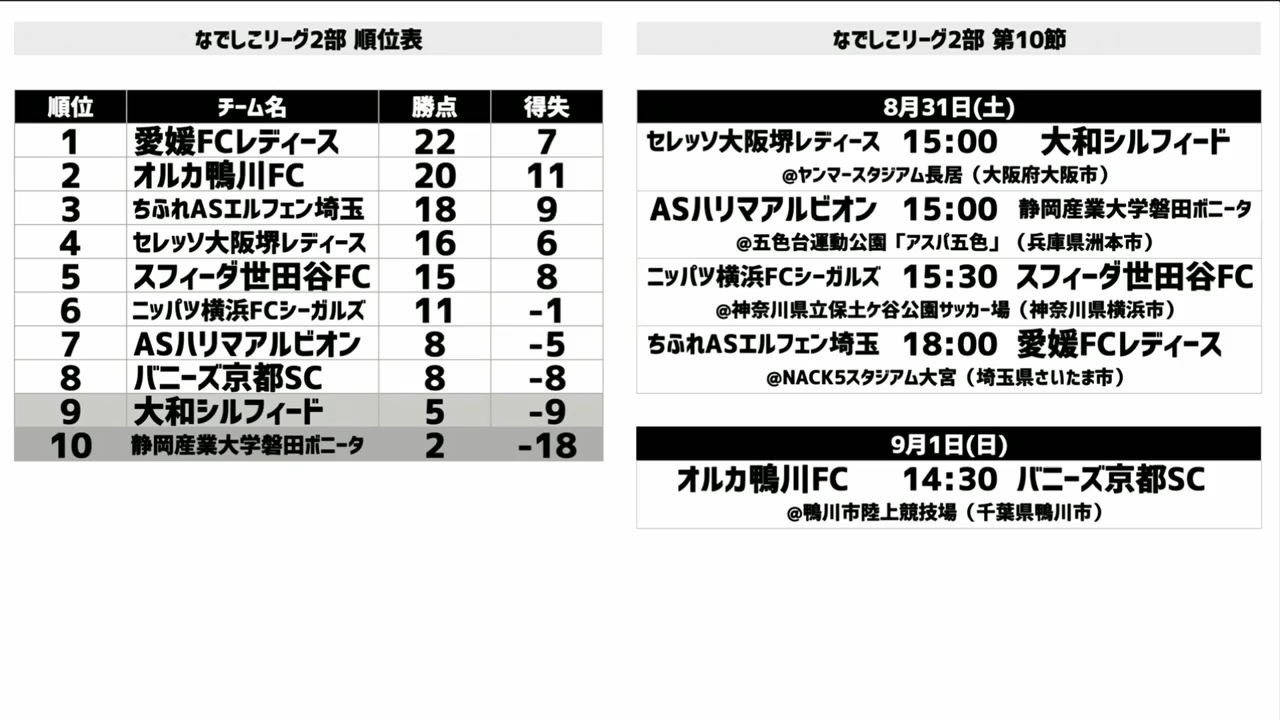 なでしこリーグ2部 順位表
順位 チーム名 勝点 得失
1 愛媛FCレディース 22 7
2 オルカ鴨川FC 20 11
3 ちふれASエルフェン埼玉 18 9
4 セレッソ大阪堺レディース 16 6
5 スフィーダ世田谷FC 15 8
6 ニッパツ横浜FCシーガルズ 11 -1
7 ASハリマアルビオン 8 -5
8 バニーズ京都SC 8 -8
9 大和シルフィード 5 -9
10 静岡産業大学磐田ボニータ 2 -18
なでしこリーグ2部 第10節
8月31日(土)
セレッソ大阪堺レディース 15:00 大和シルフィード
@ヤンマースタジアム長居（大阪府大阪市）
ASハリマアルビオン 15:00 静岡産業大学磐田ボニータ
@五色台運動公園「アスパ五色」（兵庫県洲本市）
ニッパツ横浜FCシーガルズ 15:30 スフィーダ世田谷FC
@神奈川県立保土ケ谷公園サッカー場（神奈川県横浜市）
ちふれASエルフェン埼玉 18:00 愛媛FCレディース
@NACK5スタジアム大宮（埼玉県さいたま市）
9月1日(日)
オルカ鴨川FC 14:30 バニーズ京都SC
@鴨川市陸上競技場（千葉県鴨川市）